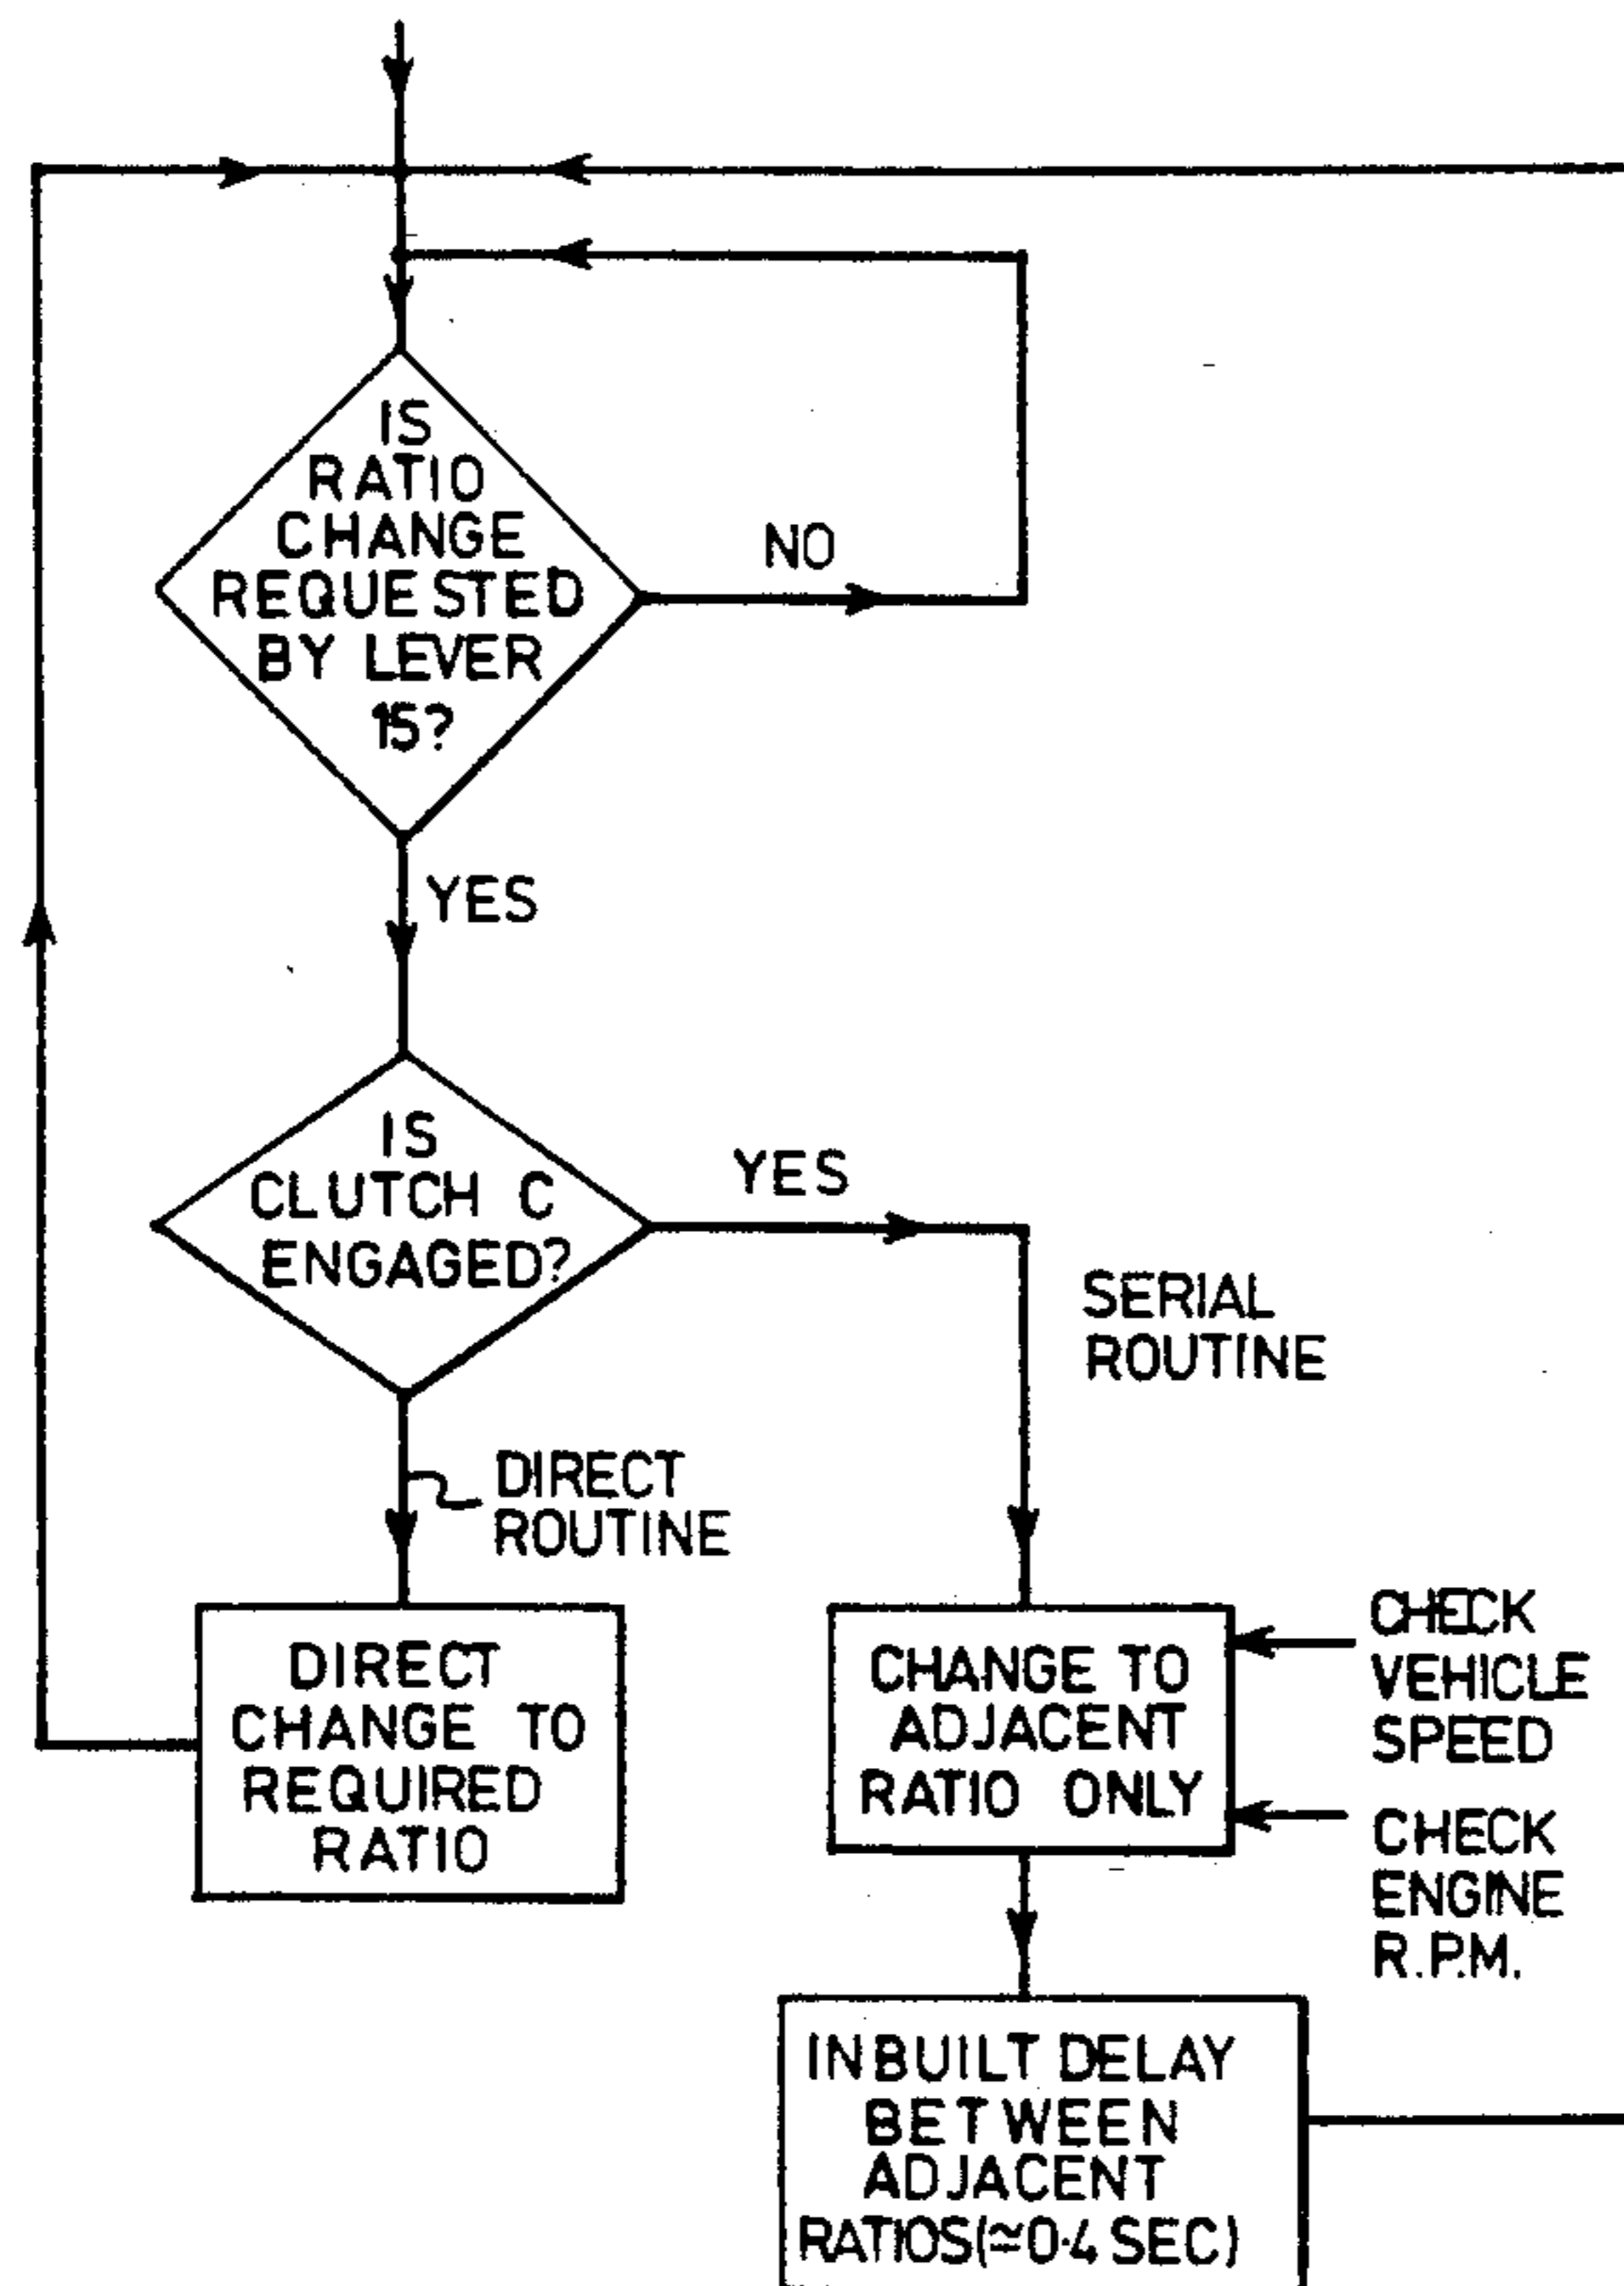 IS
RATIO
CHANGE
REQUESTED
BY LEVER
15?
NO
YES
IS
CLUTCH C
ENGAGED?
YES
SERIAL
ROUTINE
DIRECT
ROUTINE
DIRECT
CHANGE TO
REQUIRED
RATIO
CHANGE TO
ADJACENT
RATIO ONLY
CHECK
VEHICLE
SPEED
CHECK
ENGINE
R.P.M.
INBUILT DELAY
BETWEEN
ADJACENT
RATIOS(≃0·4 SEC)